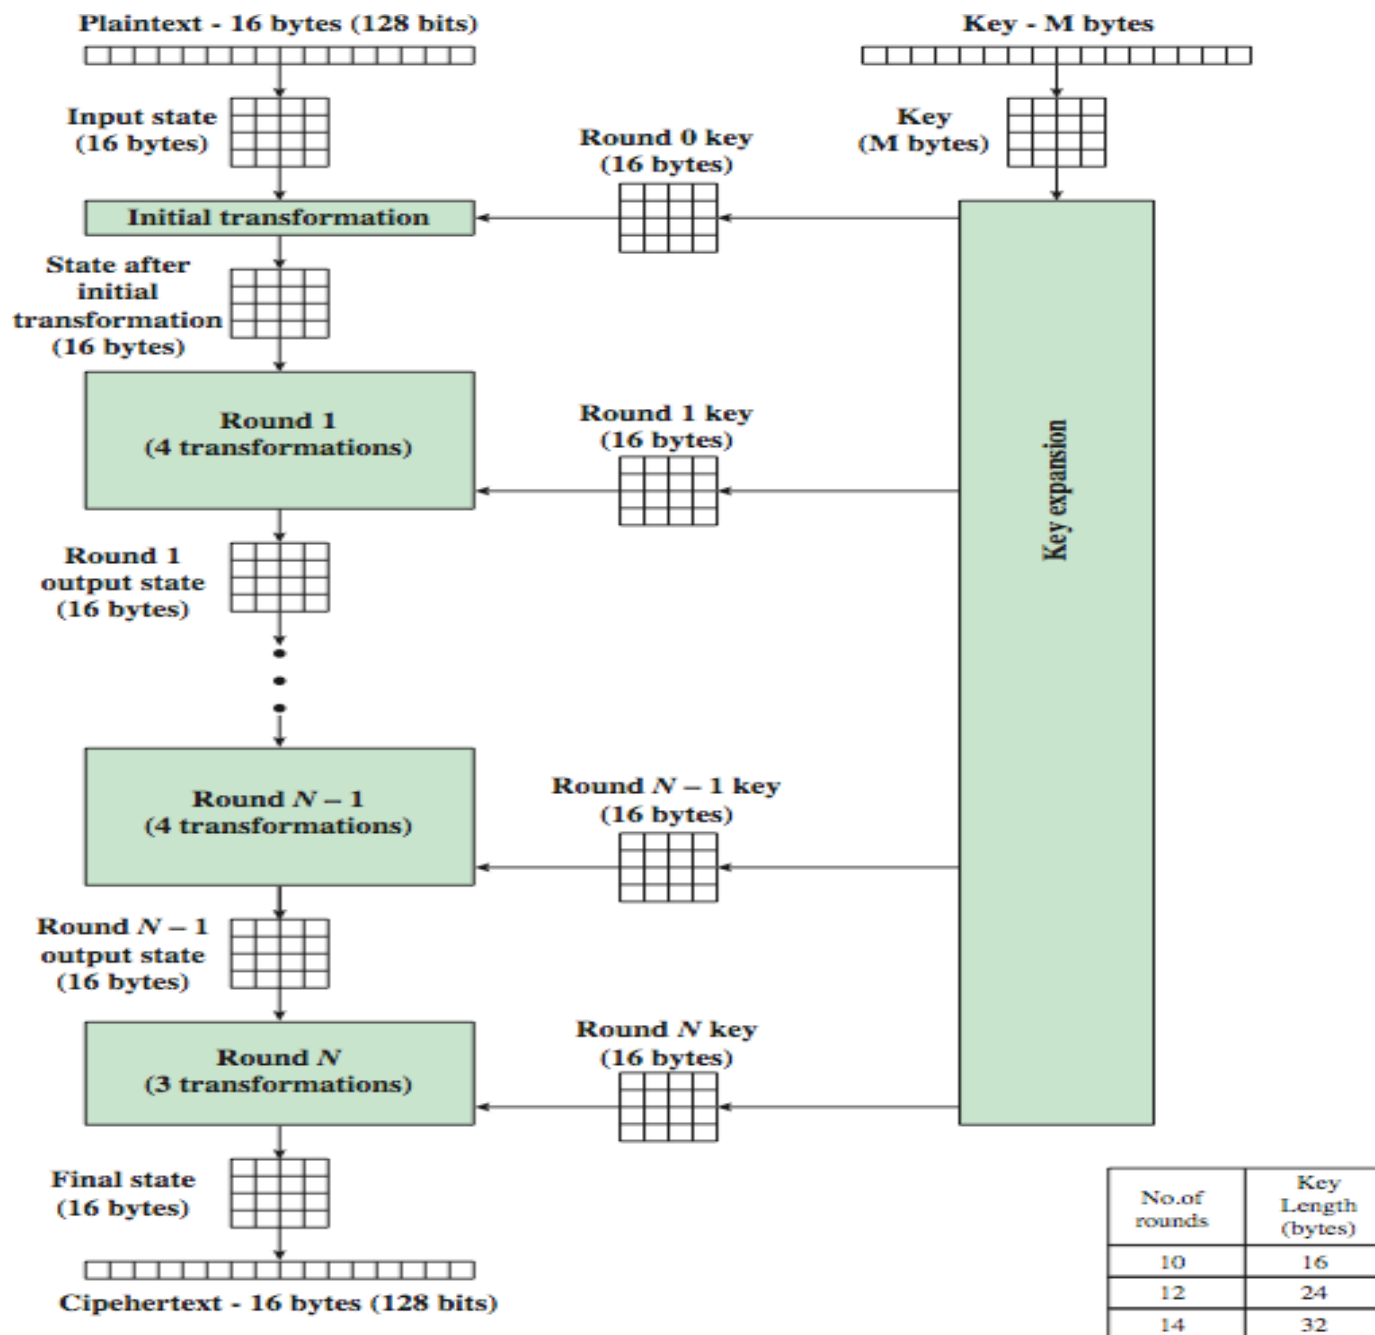 Plaintext - 16 bytes (128 bits)
Key - M bytes
Input state
(16 bytes)
Key
(M bytes)
Round 0 key
(16 bytes)
Initial transformation
State after
initial
transformation
(16 bytes)
Round 1
(4 transformations)
Round 1 key
(16 bytes)
Key expansion
Round 1
output state
(16 bytes)
Round N – 1
(4 transformations)
Round N – 1 key
(16 bytes)
Round N – 1
output state
(16 bytes)
Round N
(3 transformations)
Round N key
(16 bytes)
Final state
(16 bytes)
Cipehertext - 16 bytes (128 bits)
No.of
rounds
Key
Length
(bytes)
10 16
12 24
14 32